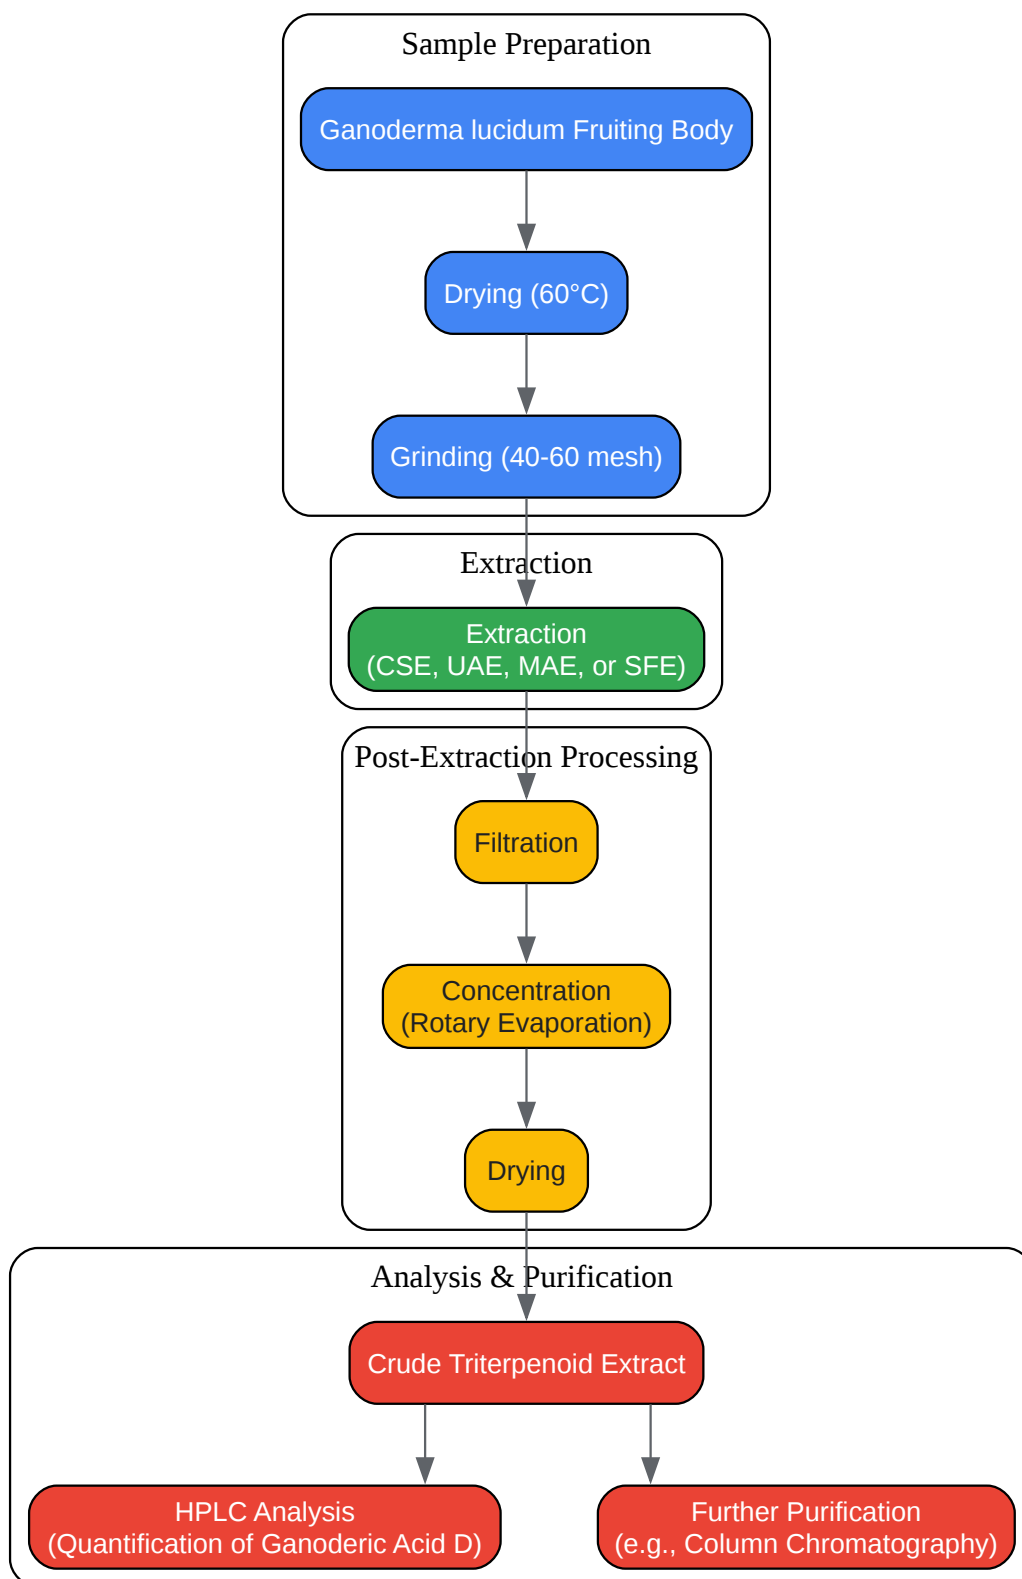 Sample Preparation
Ganoderma lucidum Fruiting Body
Drying (60°C)
Grinding (40-60 mesh)
Extraction
Extraction
(CSE, UAE, MAE, or SFE)
Post-Extraction Processing
Filtration
Concentration
(Rotary Evaporation)
Drying
Analysis & Purification
Crude Triterpenoid Extract
HPLC Analysis
(Quantification of Ganoderic Acid D)
Further Purification
(e.g., Column Chromatography)